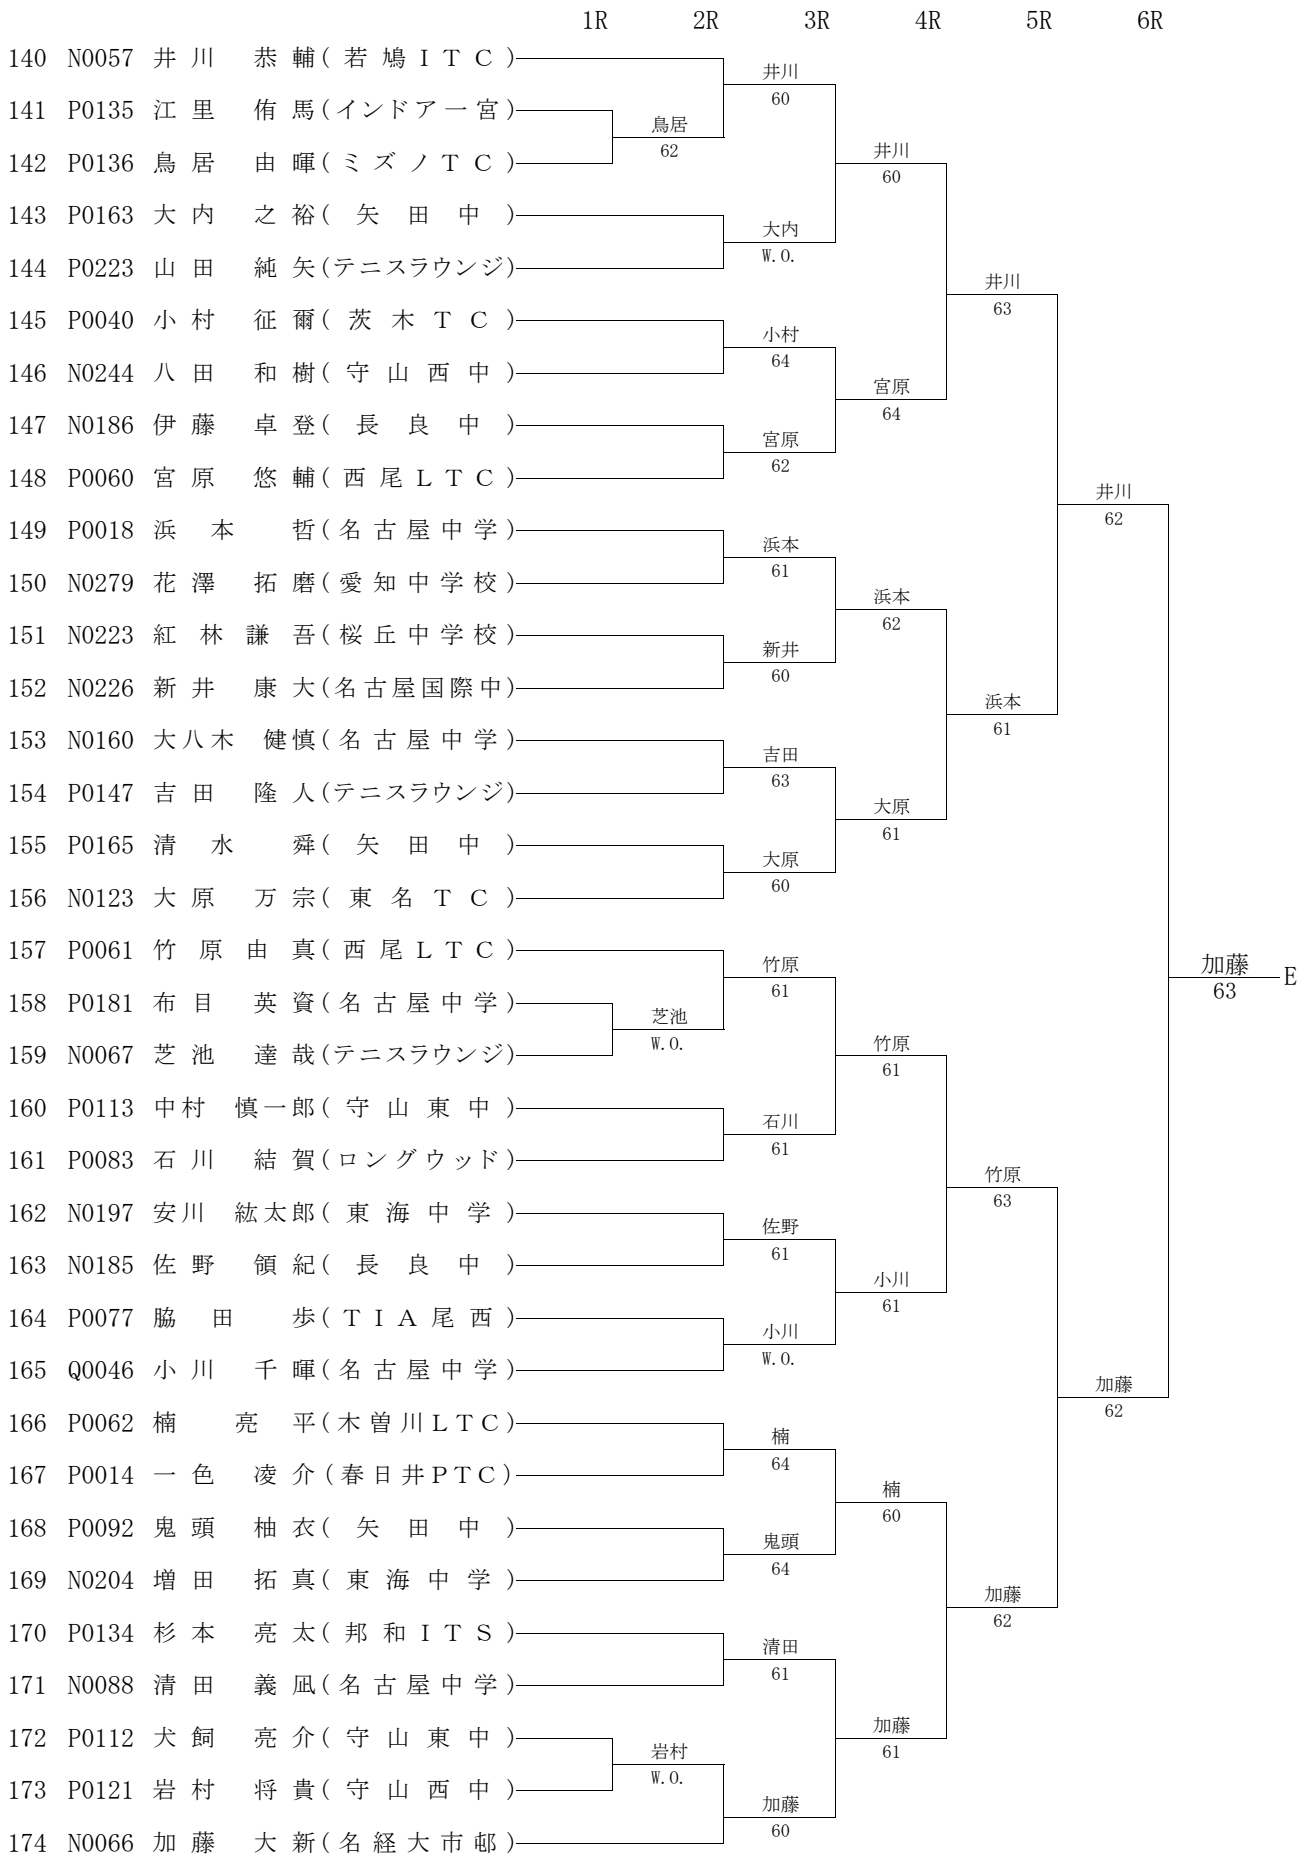 1R 2R 3R 4R 5R 6R
140 N0057 井川 恭輔(若鳩ITC)
井川
60
141 P0135 江里 侑馬(インドア一宮)
鳥居
62
142 P0136 鳥居 由暉(ミズノTC)
井川
60
143 P0163 大内 之裕(矢田中)
大内
W.O.
144 P0223 山田 純矢(テニスラウンジ)
井川
63
145 P0040 小村 征爾(茨木TC)
小村
64
146 N0244 八田 和樹(守山西中)
宮原
64
147 N0186 伊藤 卓登(長良中)
宮原
62
148 P0060 宮原 悠輔(西尾LTC)
井川
62
149 P0018 浜本 哲(名古屋中学)
浜本
61
150 N0279 花澤 拓磨(愛知中学校)
浜本
62
151 N0223 紅林謙吾(桜丘中学校)
新井
60
152 N0226 新井 康大(名古屋国際中)
浜本
61
153 N0160 大八木 健慎(名古屋中学)
吉田
63
154 P0147 吉田 隆人(テニスラウンジ)
大原
61
155 P0165 清水 舜(矢田中)
大原
60
156 N0123 大原 万宗(東名TC)
157 P0061 竹原由真(西尾LTC)
竹原
61
加藤
63
E
158 P0181 布目 英資(名古屋中学)
芝池
W.O.
159 N0067 芝池 達哉(テニスラウンジ)
竹原
61
160 P0113 中村 慎一郎(守山東中)
石川
61
161 P0083 石川 結賀(ロングウッド)
竹原
63
162 N0197 安川 紘太郎(東海中学)
佐野
61
163 N0185 佐野 領紀(長良中)
小川
61
164 P0077 脇田 歩(TIA尾西)
小川
W.O.
165 Q0046 小川 千暉(名古屋中学)
加藤
62
166 P0062 楠 亮平(木曽川LTC)
楠
64
167 P0014 一色 凌介(春日井PTC)
楠
60
168 P0092 鬼頭 柚衣(矢田中)
鬼頭
64
169 N0204 増田 拓真(東海中学)
加藤
62
170 P0134 杉本 亮太(邦和ITS)
清田
61
171 N0088 清田 義凪(名古屋中学)
172 P0112 犬飼 亮介(守山東中)
加藤
61
岩村
W.O.
173 P0121 岩村 将貴(守山西中)
加藤
60
174 N0066 加藤 大新(名経大市邨)